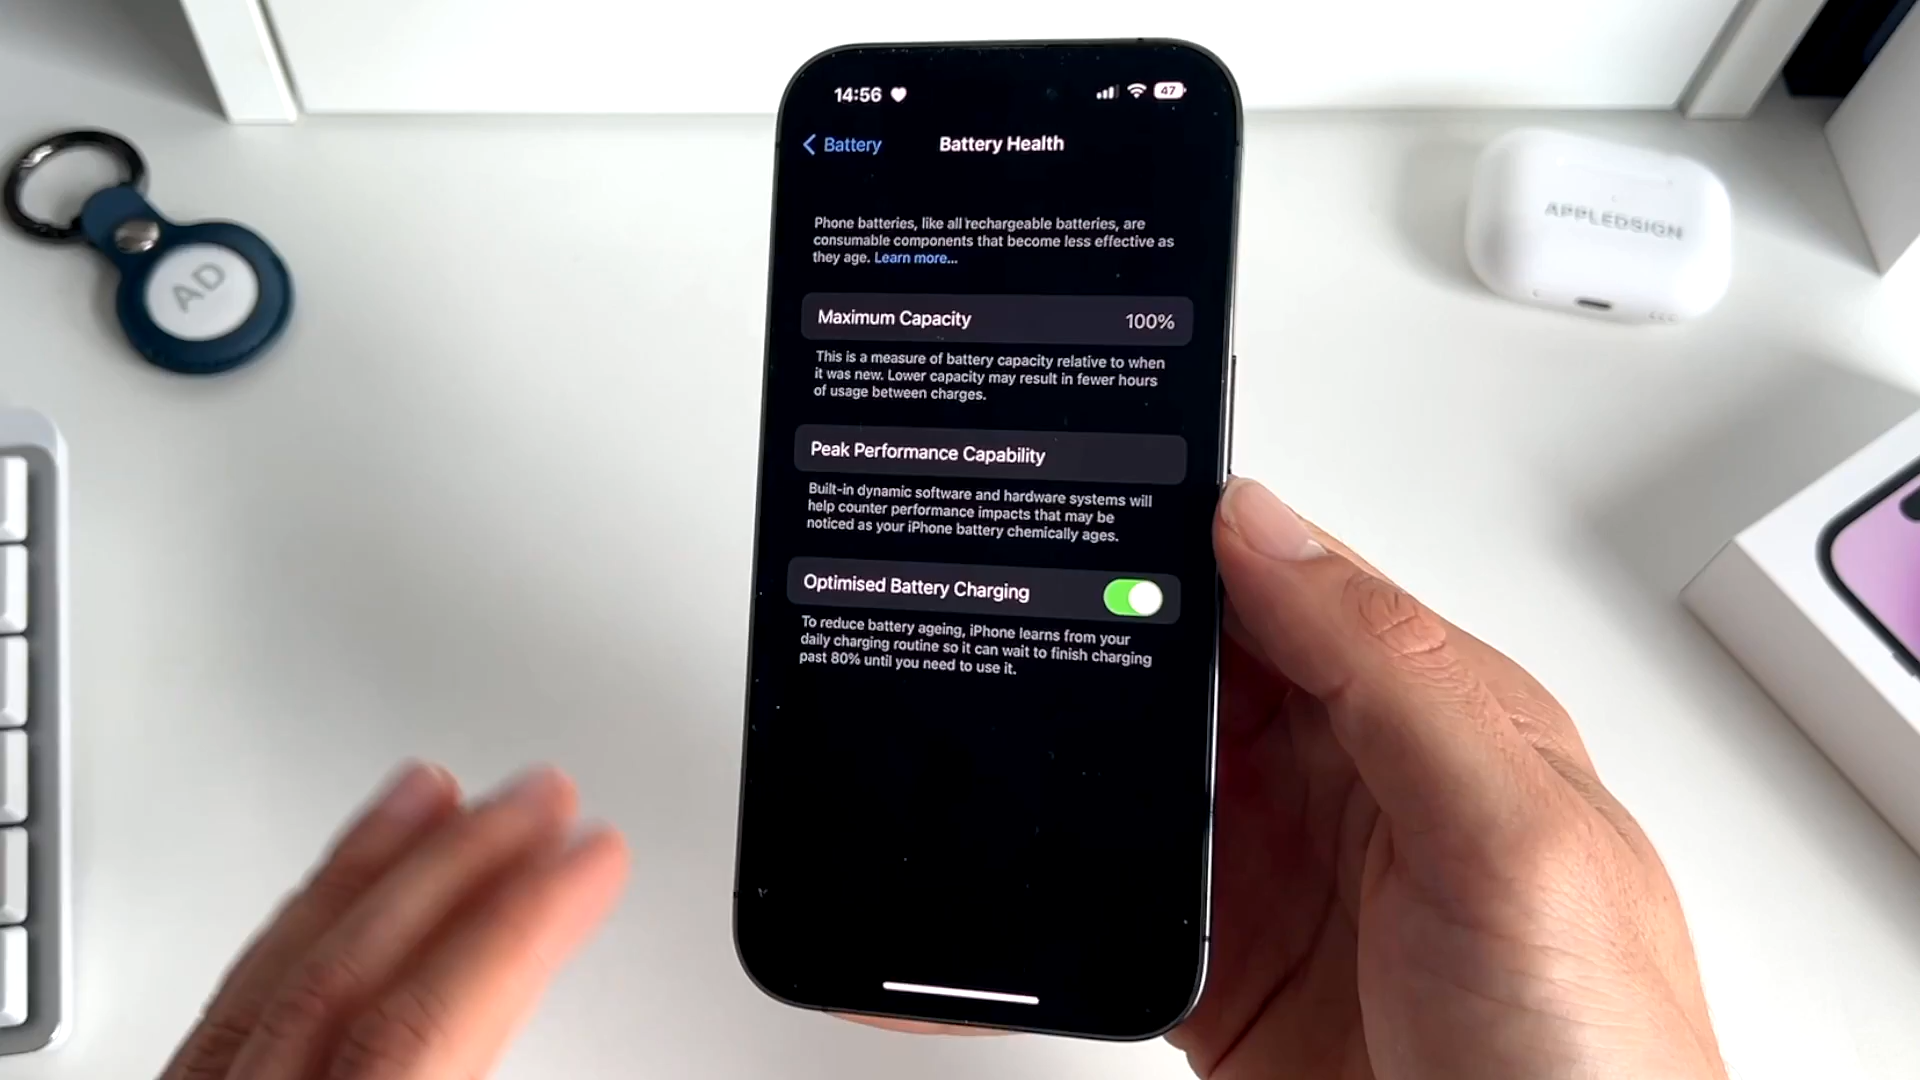 14:56
47
Battery
Battery Health
Phone batteries, like all rechargeable batteries, are
consumable components that become less effective as
they age. Learn more...
Maximum Capacity
100%
This is a measure of battery capacity relative to when
it was new. Lower capacity may result in fewer hours
of usage between charges.
Peak Performance Capability
Built-in dynamic software and hardware systems will
help counter performance impacts that may be
noticed as your iPhone battery chemically ages.
Optimised Battery Charging
To reduce battery ageing, iPhone learns from your
daily charging routine so it can wait to finish charging
past 80% until you need to use it.
AD
APPLEDSIGN